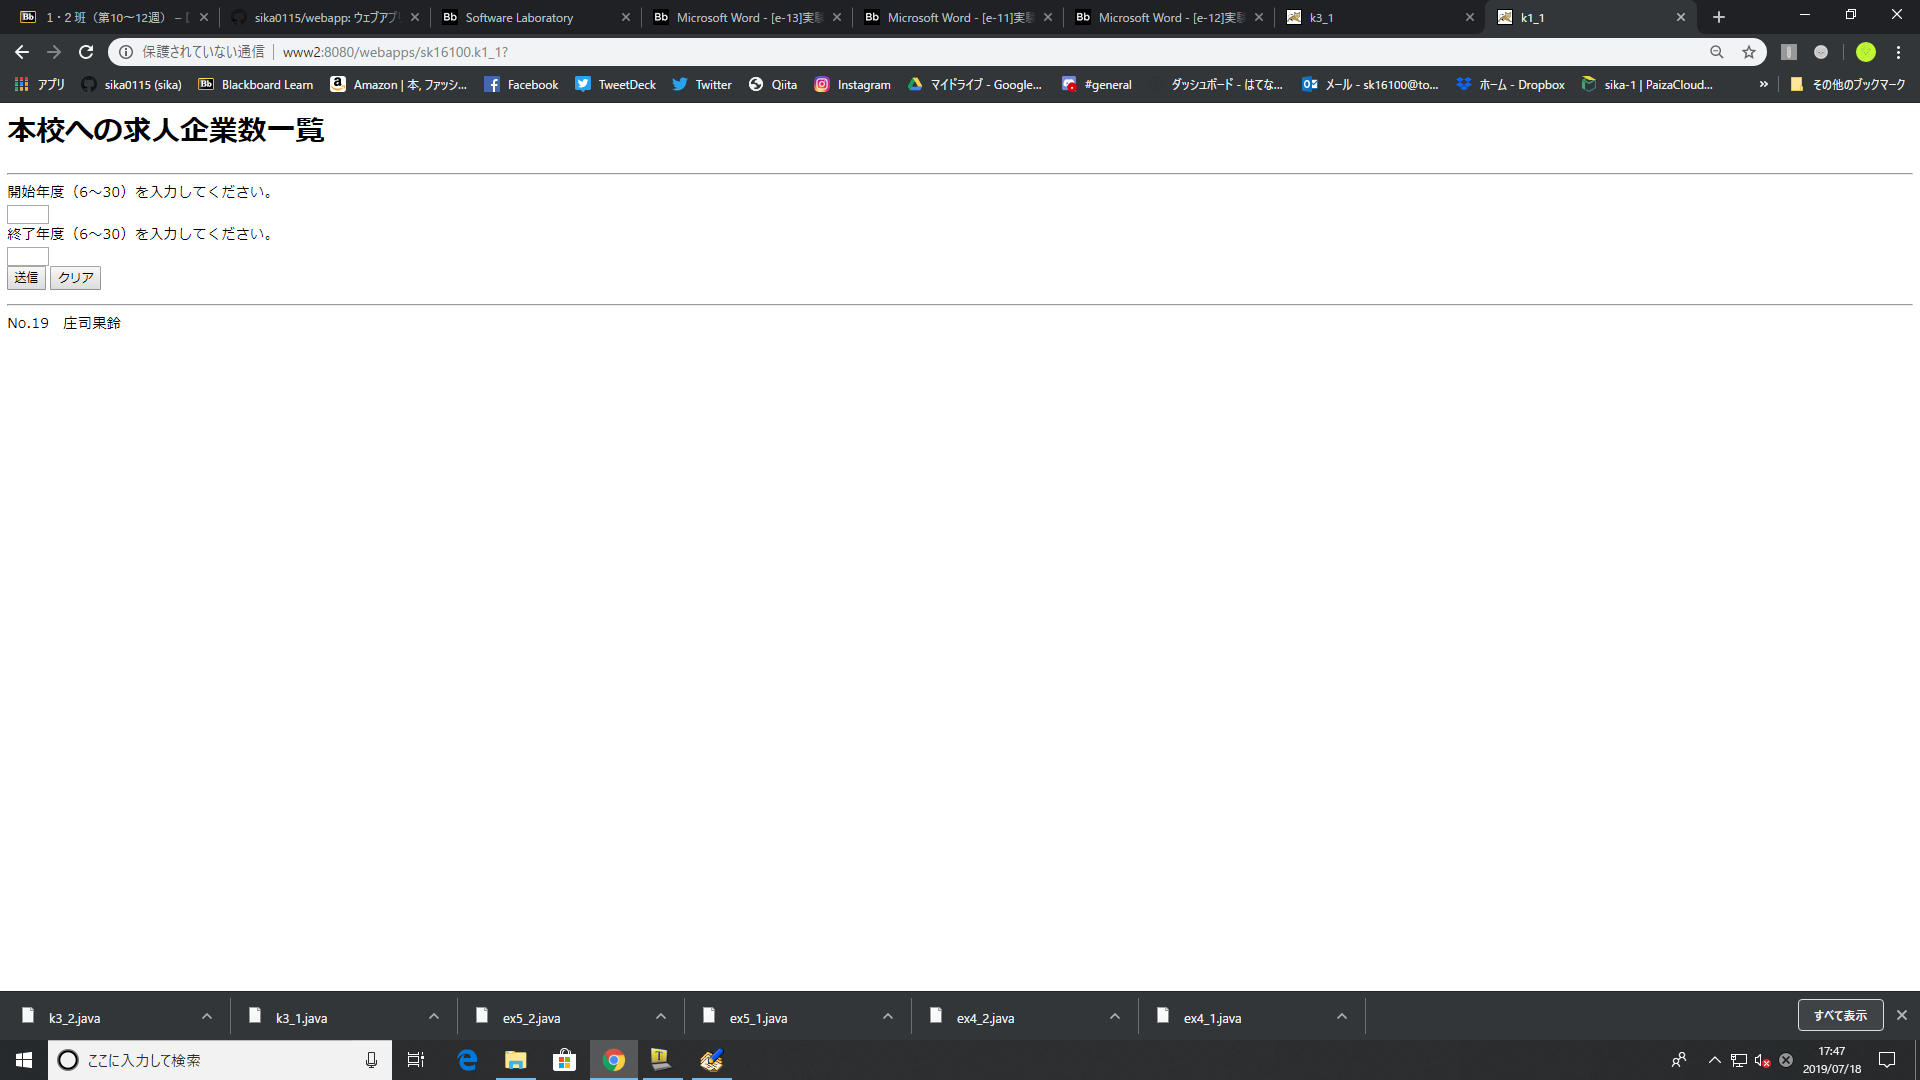 1・2 班（第10～12週） – [
sika0115/webapp: ウェブアプリ
Software Laboratory
Microsoft Word - [e-13]実験
Microsoft Word - [e-11]実験
Microsoft Word - [e-12]実験
k3_1
k1_1
保護されていない通信 | www2:8080/webapps/sk16100.k1_1?
アプリ
sika0115 (sika)
Blackboard Learn
Amazon | 本, ファッシ...
Facebook
TweetDeck
Twitter
Qiita
Instagram
マイドライブ - Google...
#general
ダッシュボード - はてな...
メール - sk16100@to...
ホーム - Dropbox
sika-1 | PaizaCloud...
»
その他のブックマーク
本校への求人企業数一覧
開始年度（6～30）を入力してください。
終了年度（6～30）を入力してください。
送信 クリア
No.19　庄司果鈴
k3_2.java
k3_1.java
ex5_2.java
ex5_1.java
ex4_2.java
ex4_1.java
すべて表示
ここに入力して検索
17:47
2019/07/18